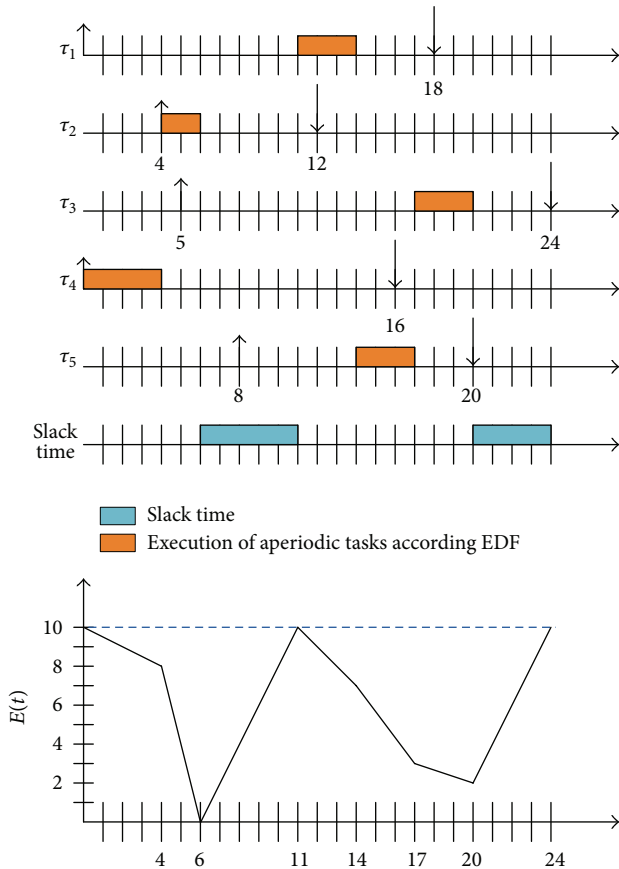 τ1
18
τ2
4
12
τ3
5
24
τ4
16
τ5
8
20
Slack
time
Slack time
Execution of aperiodic tasks according EDF
10
8
6
4
2
E(t)
4 6 11 14 17 20 24